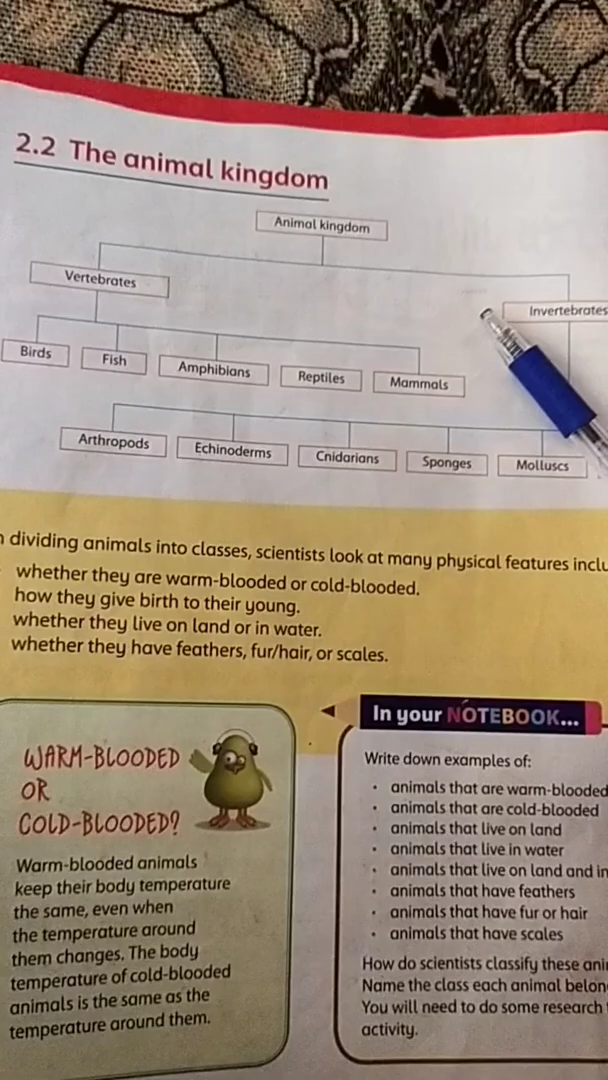 2.2 The animal kingdom
Animal kingdom
Vertebrates
Invertebrates
Birds
Fish
Amphibians
Reptiles
Mammals
Arthropods
Echinoderms
Cnidarians
Sponges
Molluscs
dividing animals into classes, scientists look at many physical features
whether they are warm-blooded or cold-blooded.
how they give birth to their young.
whether they live on land or in water.
whether they have feathers, fur/hair, or scales.
WARM-BLOODED
OR
COLD-BLOODED?
Warm-blooded animals
keep their body temperature
the same, even when
the temperature around
them changes. The body
temperature of cold-blooded
animals is the same as the
temperature around them.
In your NOTEBOOK...
Write down examples of:
• animals that are warm-blooded
• animals that are cold-blooded
• animals that live on land
• animals that live in water
• animals that live on land and in
• animals that have feathers
• animals that have fur or hair
• animals that have scales
How do scientists classify these
Name the class each animal
You will need to do some research
activity.